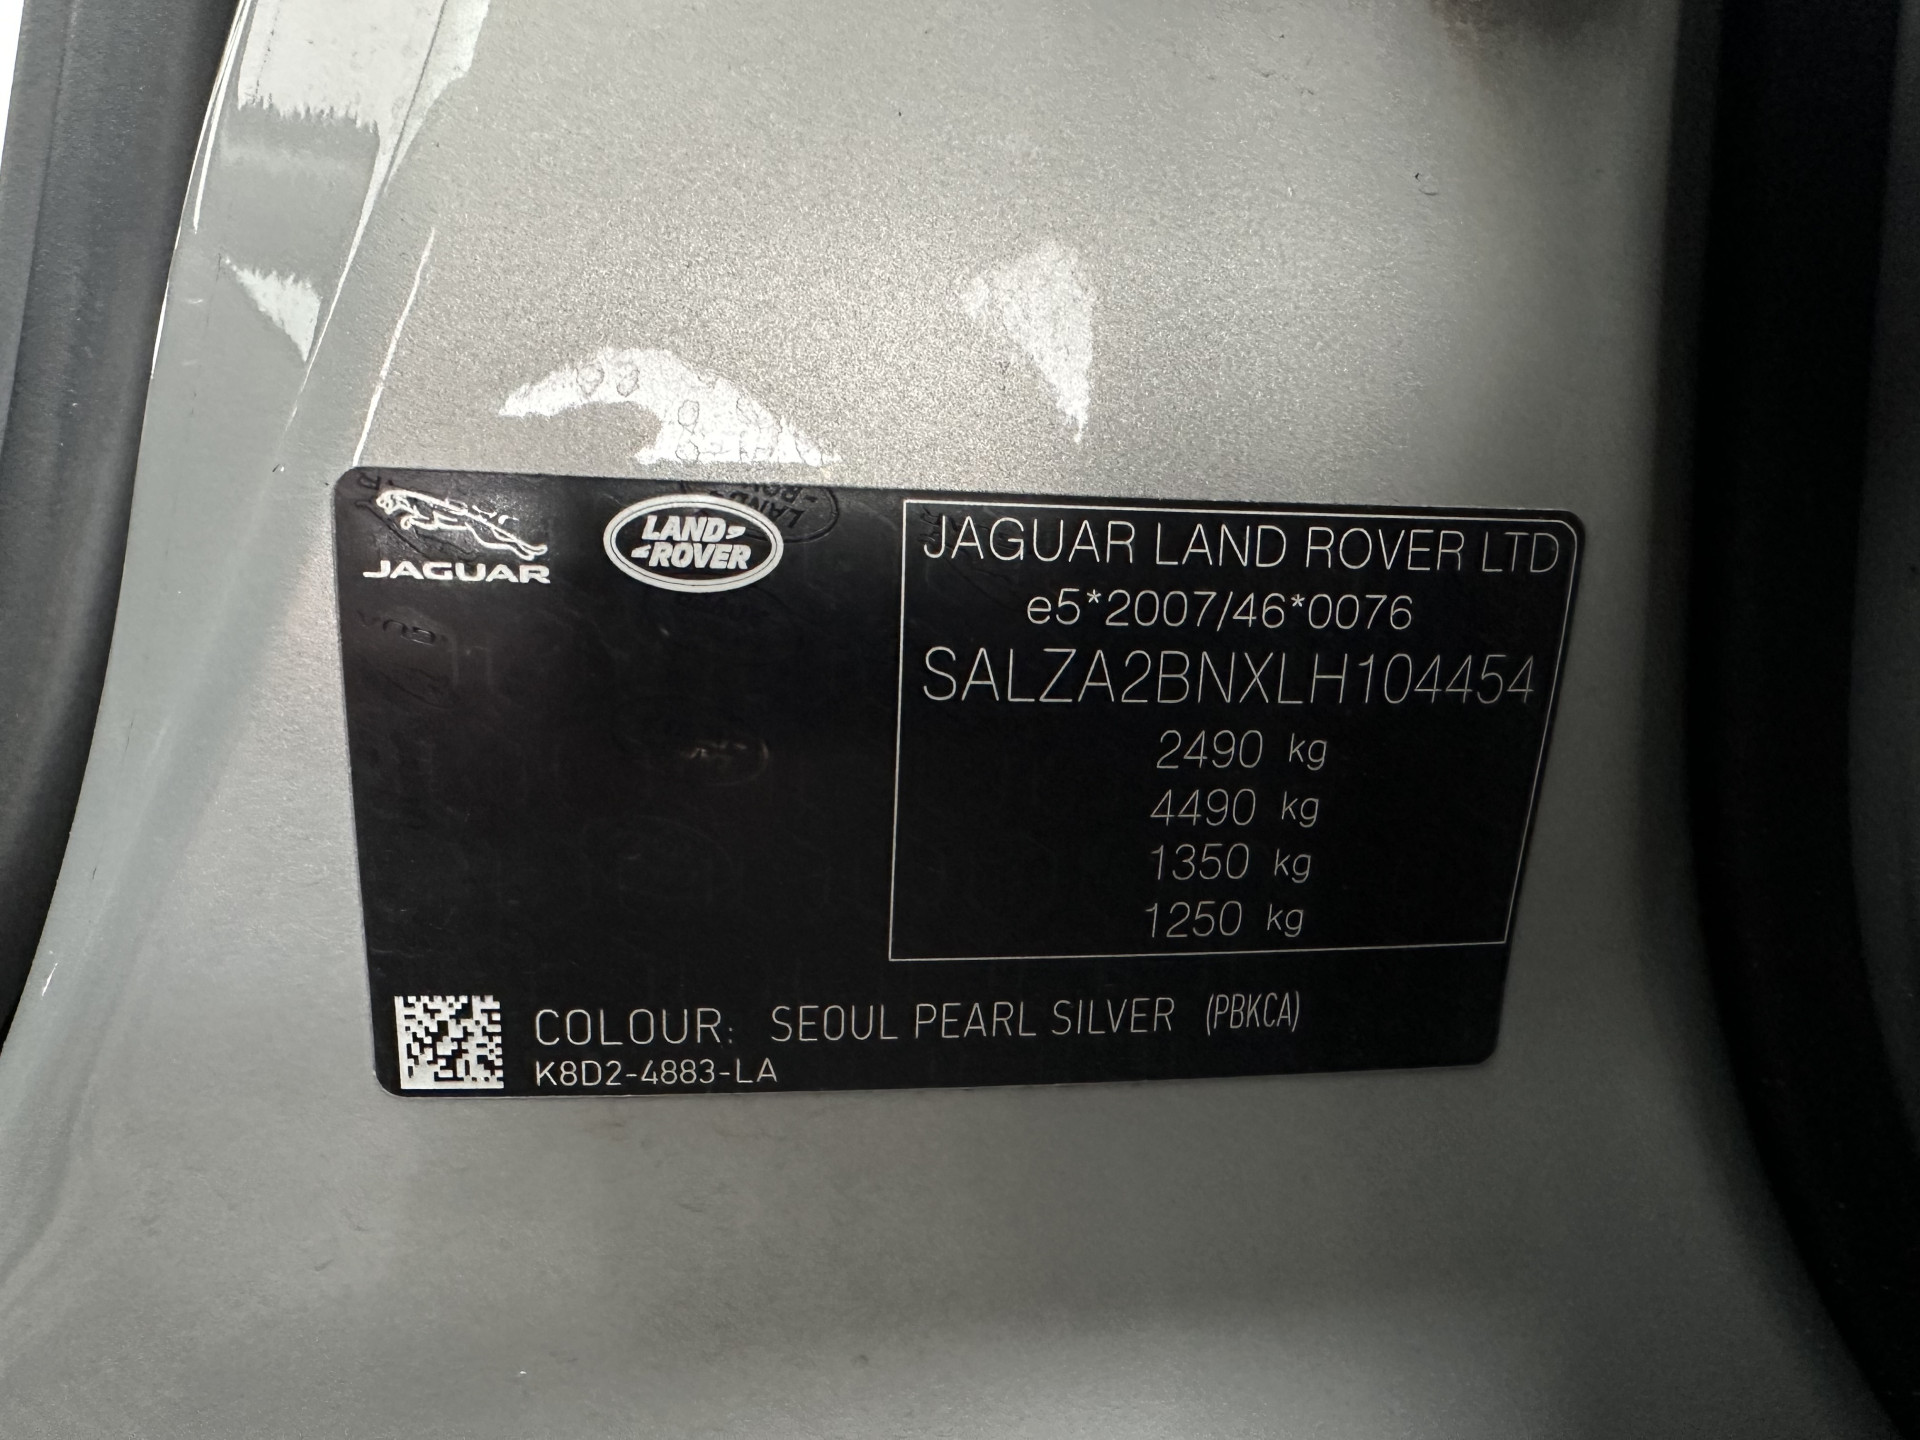 JAGUAR
LAND ROVER
JAGUAR LAND ROVER LTD
e5*2007/46*0076
SALZA2BNXLH104454
2490 kg
4490 kg
1350 kg
1250 kg
COLOUR: SEOUL PEARL SILVER (PBKCA)
K8D2-4883-LA